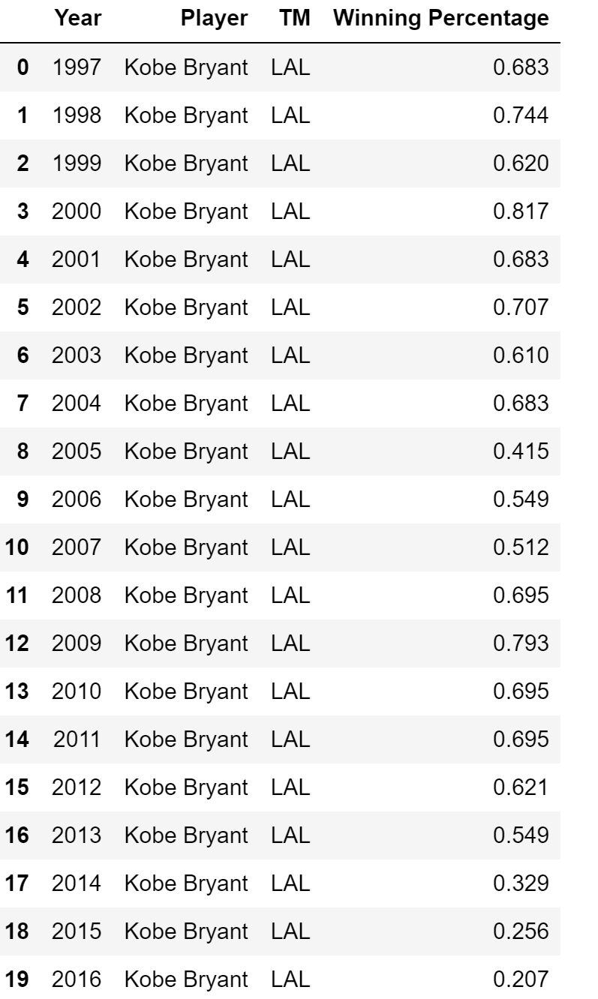 Year Player TM Winning Percentage
0 1997 Kobe Bryant LAL 0.683
1 1998 Kobe Bryant LAL 0.744
2 1999 Kobe Bryant LAL 0.620
3 2000 Kobe Bryant LAL 0.817
4 2001 Kobe Bryant LAL 0.683
5 2002 Kobe Bryant LAL 0.707
6 2003 Kobe Bryant LAL 0.610
7 2004 Kobe Bryant LAL 0.683
8 2005 Kobe Bryant LAL 0.415
9 2006 Kobe Bryant LAL 0.549
10 2007 Kobe Bryant LAL 0.512
11 2008 Kobe Bryant LAL 0.695
12 2009 Kobe Bryant LAL 0.793
13 2010 Kobe Bryant LAL 0.695
14 2011 Kobe Bryant LAL 0.695
15 2012 Kobe Bryant LAL 0.621
16 2013 Kobe Bryant LAL 0.549
17 2014 Kobe Bryant LAL 0.329
18 2015 Kobe Bryant LAL 0.256
19 2016 Kobe Bryant LAL 0.207